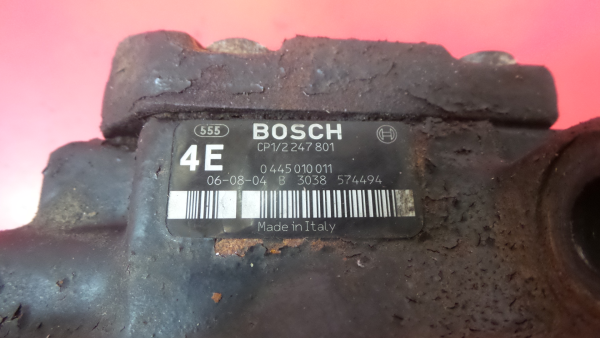 555 BOSCH
CP1/2 247 801
4E
0 445 010 011
06-08-04 B 3038 574494
Made in Italy